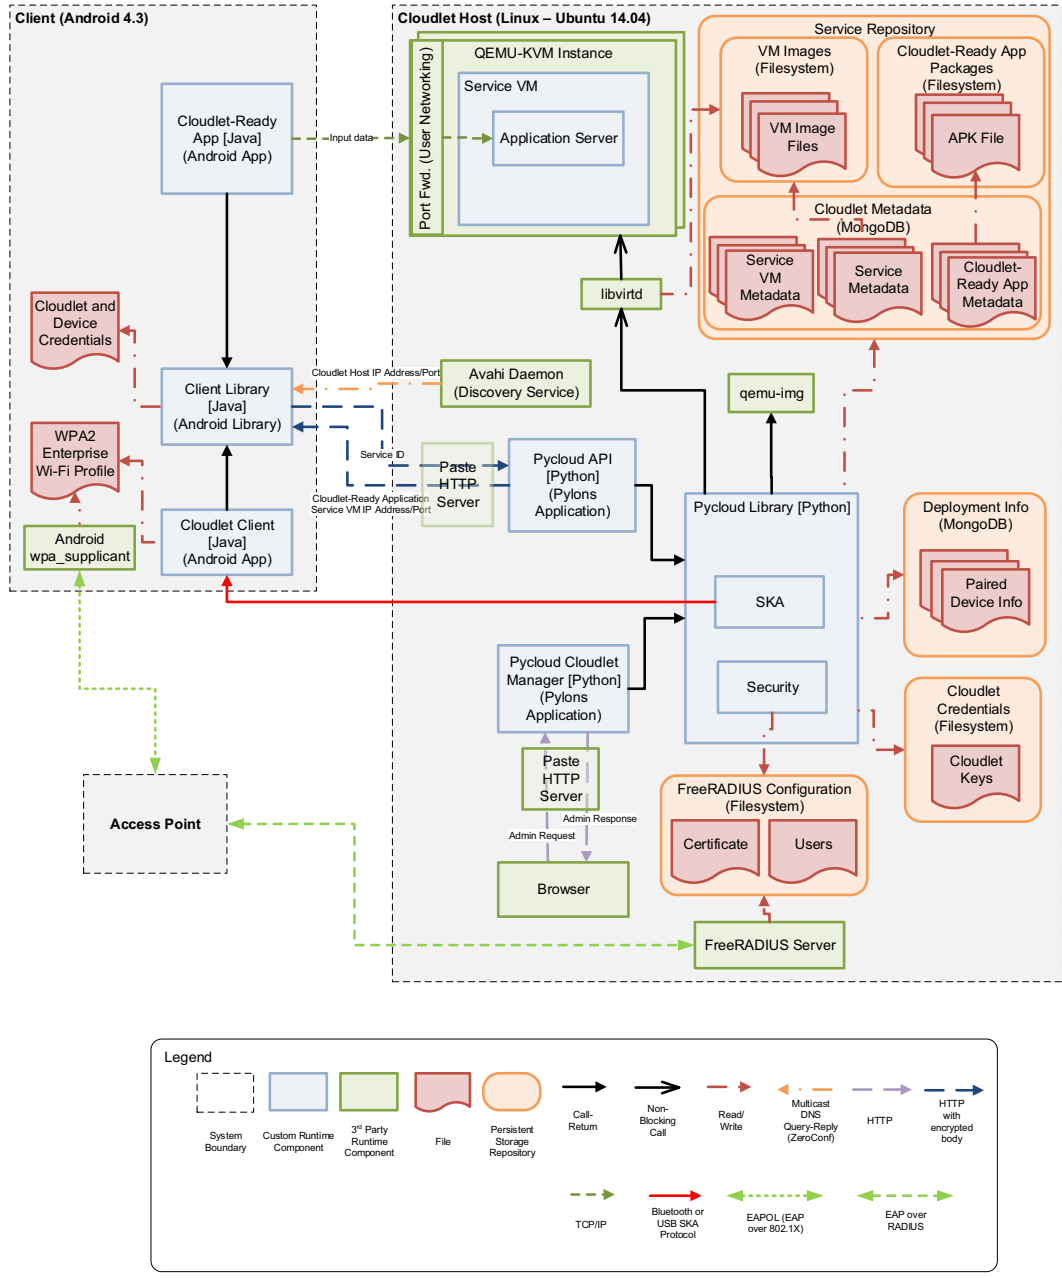 Client (Android 4.3)
Cloudlet-Ready
App [Java]
(Android App)
Cloudlet and
Device
Credentials
Client Library
[Java]
(Android Library)
WPA2
Enterprise
Wi-Fi Profile
Android
wpa_supplicant
Cloudlet Client
[Java]
(Android App)
Access Point
Input data
Cloudlet Host IP Address/Port
Service ID
Cloudlet-Ready Application
Service VM IP Address/Port
Cloudlet Host (Linux – Ubuntu 14.04)
QEMU-KVM Instance
Port Fwd. (User Networking)
Service VM
Application Server
libvirtd
Avahi Daemon
(Discovery Service)
Paste
HTTP
Server
Pycloud API
[Python]
(Pylons
Application)
qemu-img
Service Repository
VM Images
(Filesystem)
VM Image
Files
Cloudlet-Ready App
Packages
(Filesystem)
APK File
Cloudlet Metadata
(MongoDB)
Service
VM
Metadata
Service
Metadata
Cloudlet-
Ready App
Metadata
Pycloud Library [Python]
SKA
Security
Deployment Info
(MongoDB)
Paired
Device Info
Cloudlet
Credentials
(Filesystem)
Cloudlet
Keys
Pycloud Cloudlet
Manager [Python]
(Pylons
Application)
Paste
HTTP
Server
Admin Response
Admin Request
Browser
FreeRADIUS Configuration
(Filesystem)
Certificate
Users
FreeRADIUS Server
Legend
System
Boundary
Custom Runtime
Component
3rd Party
Runtime
Component
File
Persistent
Storage
Repository
Call-
Return
Non-
Blocking
Call
Read/
Write
Multicast
DNS
Query-Reply
(ZeroConf)
HTTP
HTTP
with
encrypted
body
TCP/IP
Bluetooth or
USB SKA
Protocol
EAPOL (EAP
over 802.1X)
EAP over
RADIUS